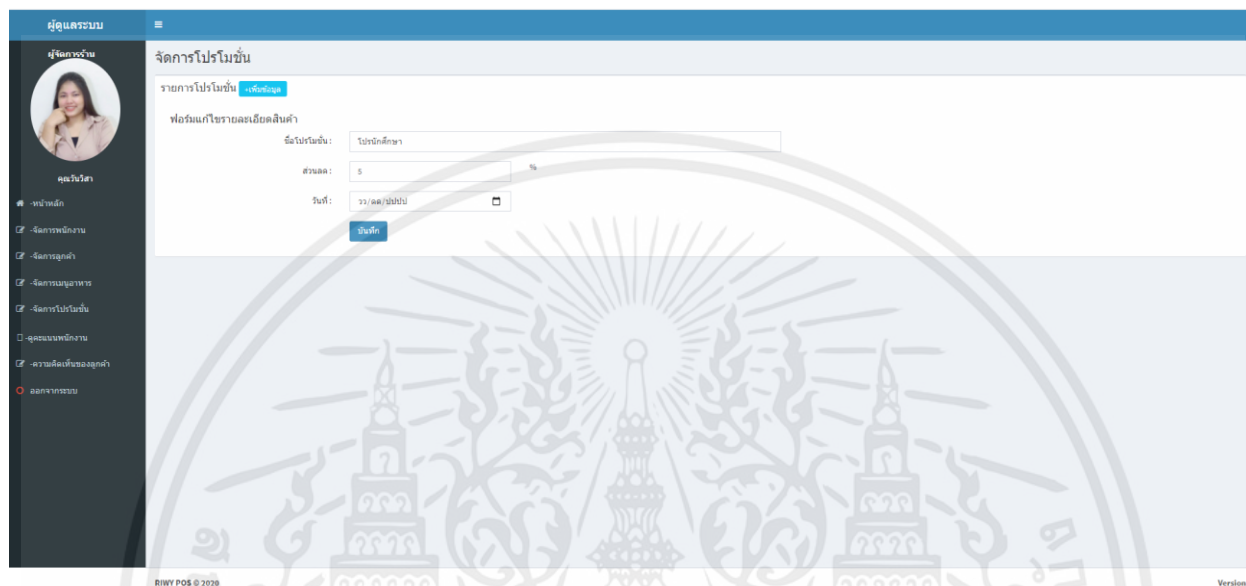 ผู้ดูแลระบบ
ผู้จัดการร้าน
คุณวันวิสา
-หน้าหลัก
-จัดการพนักงาน
-จัดการลูกค้า
-จัดการเมนูอาหาร
-จัดการโปรโมชั่น
-ดูคะแนนพนักงาน
-ความคิดเห็นของลูกค้า
ออกจากระบบ
จัดการโปรโมชั่น
รายการโปรโมชั่น +เพิ่มข้อมูล
ฟอร์มแก้ไขรายละเอียดสินค้า
ชื่อโปรโมชั่น : โปรนักศึกษา
ส่วนลด : 5 %
วันที่ : วว/ดด/ปปปป
บันทึก
RIWY POS © 2020 Version